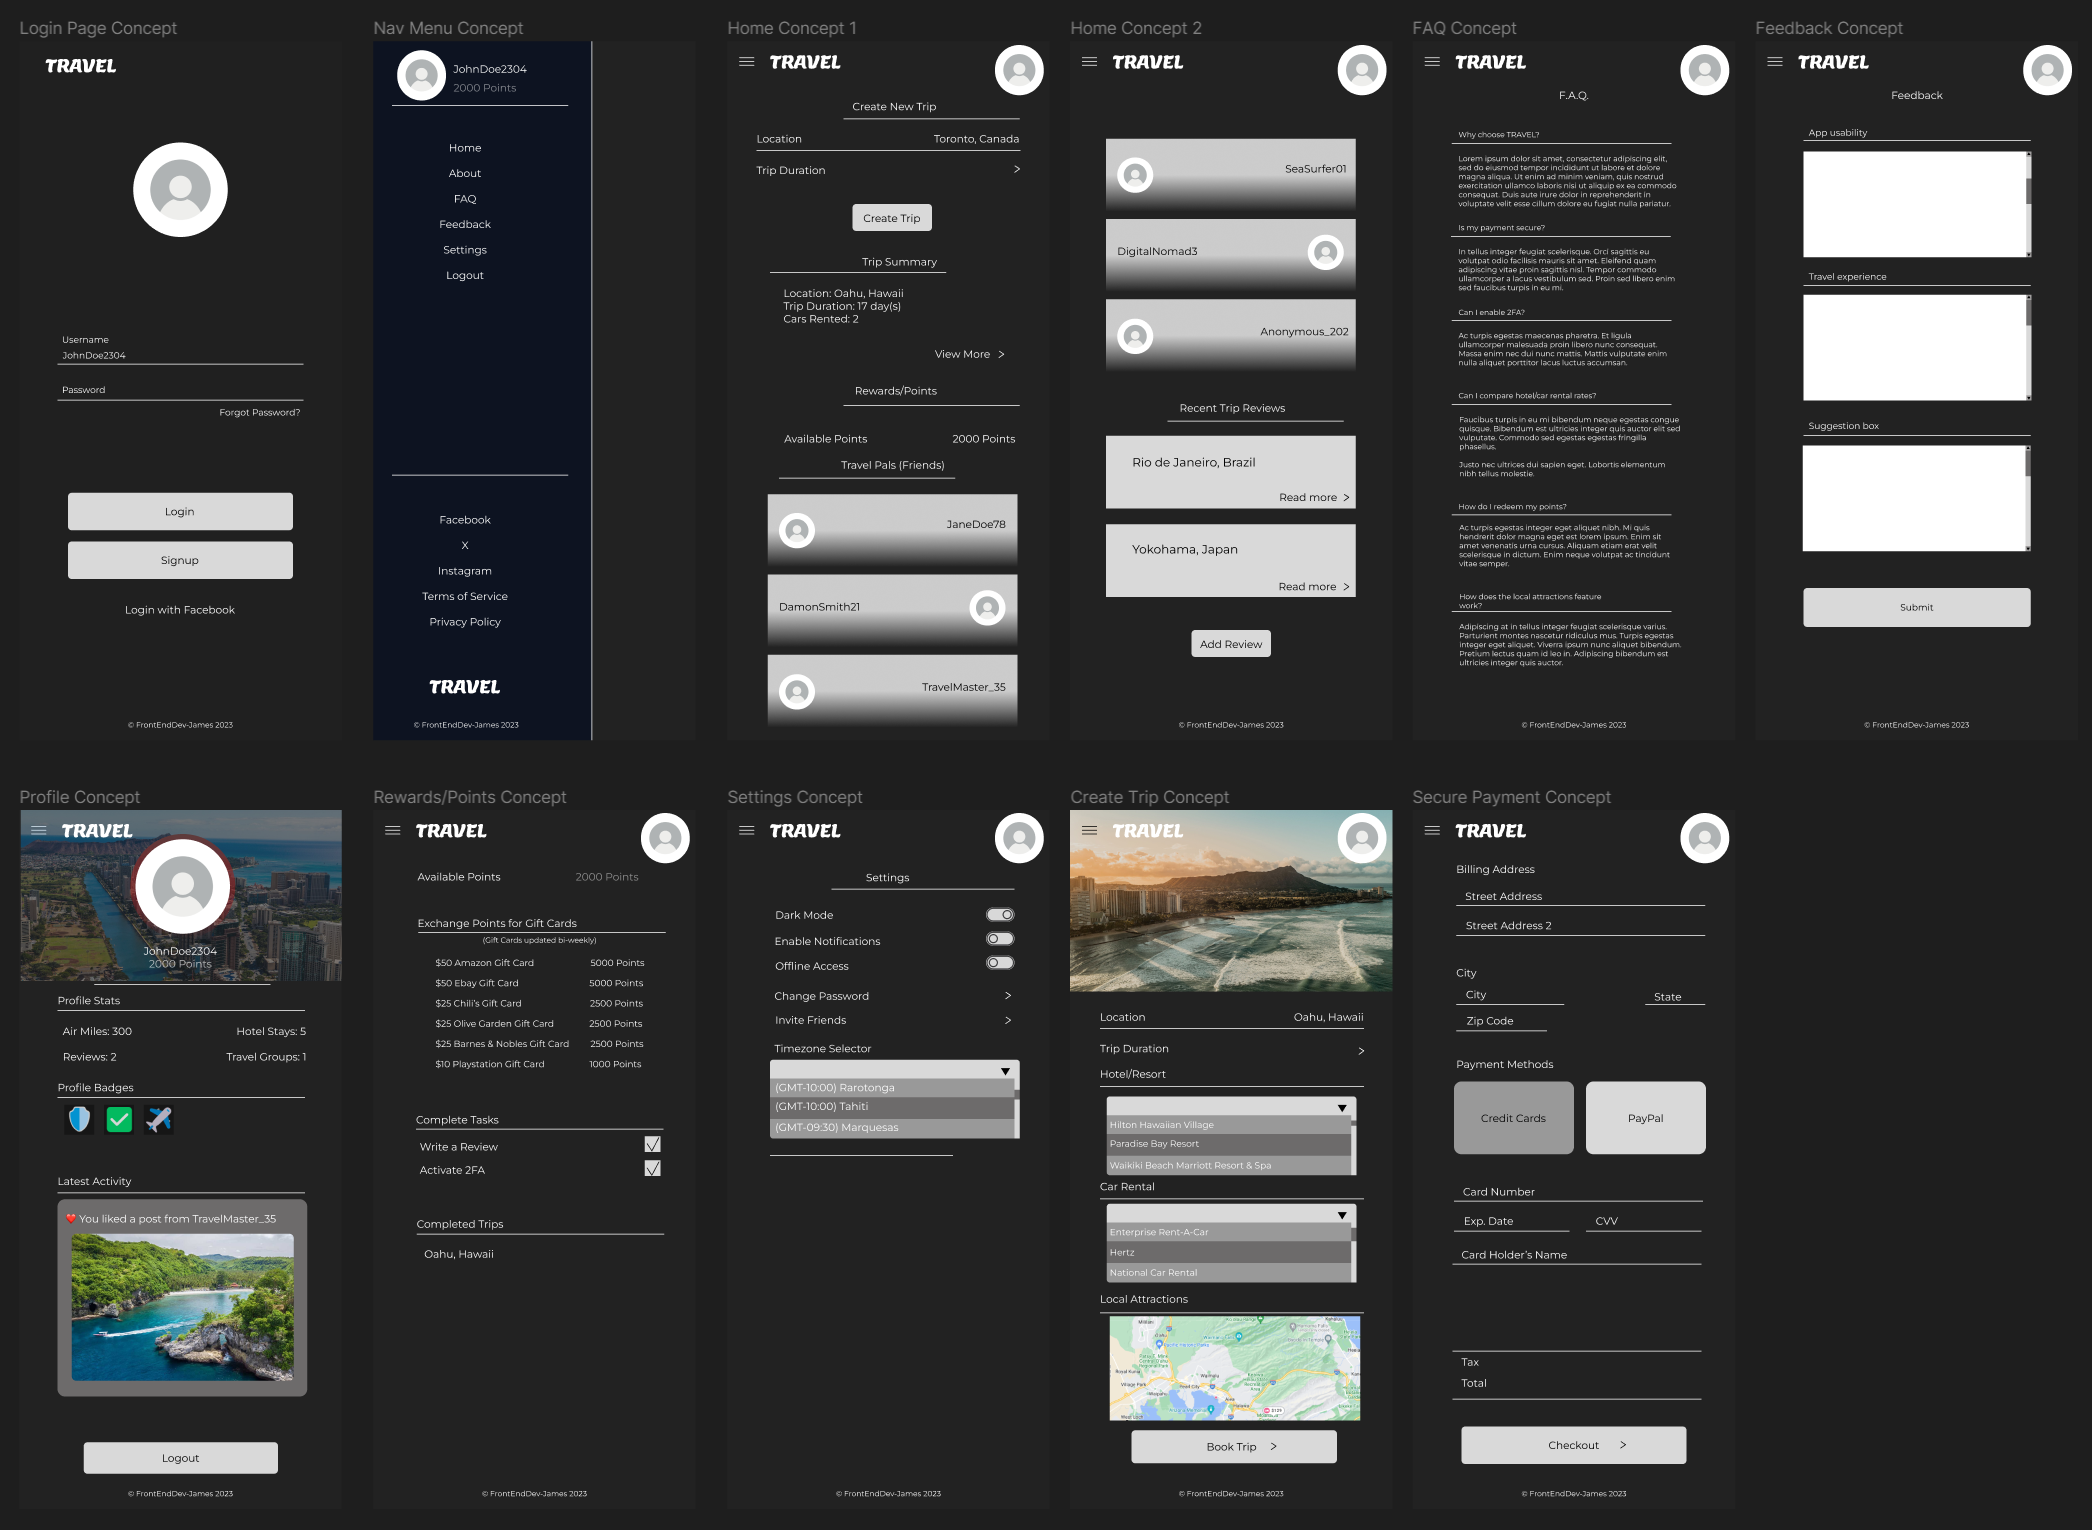 Login Page Concept
TRAVEL
Username
JohnDoe2304
Password
Forgot Password?
Login
Signup
Login with Facebook
© FrontEndDev-James 2023
Nav Menu Concept
JohnDoe2304
2000 Points
Home
About
FAQ
Feedback
Settings
Logout
Facebook
X
Instagram
Terms of Service
Privacy Policy
TRAVEL
© FrontEndDev-James 2023
Home Concept 1
TRAVEL
Create New Trip
Location Toronto, Canada
Trip Duration >
Create Trip
Trip Summary
Location: Oahu, Hawaii
Trip Duration: 17 day(s)
Cars Rented: 2
View More >
Rewards/Points
Available Points 2000 Points
Travel Pals (Friends)
JaneDoe78
DamonSmith21
TravelMaster_35
Home Concept 2
TRAVEL
SeaSurfer01
DigitalNomad3
Anonymous_202
Recent Trip Reviews
Rio de Janeiro, Brazil
Read more >
Yokohama, Japan
Read more >
Add Review
© FrontEndDev-James 2023
FAQ Concept
TRAVEL
F.A.Q.
Why choose TRAVEL?
Lorem ipsum dolor sit amet, consectetur adipiscing elit,
sed do eiusmod tempor incididunt ut labore et dolore
magna aliqua. Ut enim ad minim veniam, quis nostrud
exercitation ullamco laboris nisi ut aliquip ex ea commodo
consequat. Duis aute irure dolor in reprehenderit in
voluptate velit esse cillum dolore eu fugiat nulla pariatur.
Is my payment secure?
In tellus integer feugiat scelerisque. Orci sagittis eu
volutpat odio facilisis mauris sit amet. Eleifend quam
adipiscing vitae proin sagittis nisl. Tempor commodo
ullamcorper a lacus vestibulum sed. Proin sed libero enim
sed faucibus turpis in eu mi.
Can I enable 2FA?
Ac turpis egestas maecenas pharetra. Et ligula
ullamcorper malesuada proin libero nunc consequat.
Massa enim nec dui nunc mattis. Mattis vulputate enim
nulla aliquet porttitor lacus luctus accumsan.
Can I compare hotel/car rental rates?
Faucibus turpis in eu mi bibendum neque egestas congue
quisque. Bibendum est ultricies integer quis auctor elit sed
vulputate. Commodo sed egestas egestas fringilla
phasellus.
Justo nec ultrices dui sapien eget. Lobortis elementum
nibh tellus molestie.
How do I redeem my points?
Ac turpis egestas integer eget aliquet nibh. Mi quis
hendrerit dolor magna eget est lorem ipsum. Enim sit
amet venenatis urna cursus. Aliquam etiam erat velit
scelerisque in dictum. Enim neque volutpat ac tincidunt
vitae semper.
How does the local attractions feature
work?
Adipiscing at in tellus integer feugiat scelerisque varius.
Parturient montes nascetur ridiculus mus. Turpis egestas
integer eget aliquet. Viverra ipsum nunc aliquet bibendum.
Pretium lectus quam id leo in. Adipiscing bibendum est
ultricies integer quis auctor.
© FrontEndDev-James 2023
Feedback Concept
TRAVEL
Feedback
App usability
Travel experience
Suggestion box
Submit
© FrontEndDev-James 2023
Profile Concept
TRAVEL
JohnDoe2304
2000 Points
Profile Stats
Air Miles: 300 Hotel Stays: 5
Reviews: 2 Travel Groups: 1
Profile Badges
Latest Activity
❤️ You liked a post from TravelMaster_35
Logout
© FrontEndDev-James 2023
Rewards/Points Concept
TRAVEL
Available Points 2000 Points
Exchange Points for Gift Cards
(Gift Cards updated bi-weekly)
$50 Amazon Gift Card 5000 Points
$50 Ebay Gift Card 5000 Points
$25 Chili's Gift Card 2500 Points
$25 Olive Garden Gift Card 2500 Points
$25 Barnes & Nobles Gift Card 2500 Points
$10 Playstation Gift Card 1000 Points
Complete Tasks
Write a Review
Activate 2FA
Completed Trips
Oahu, Hawaii
© FrontEndDev-James 2023
Settings Concept
TRAVEL
Settings
Dark Mode
Enable Notifications
Offline Access
Change Password >
Invite Friends >
Timezone Selector
(GMT-10:00) Rarotonga
(GMT-10:00) Tahiti
(GMT-09:30) Marquesas
© FrontEndDev-James 2023
Create Trip Concept
TRAVEL
Location Oahu, Hawaii
Trip Duration >
Hotel/Resort
Hilton Hawaiian Village
Paradise Bay Resort
Waikiki Beach Marriott Resort & Spa
Car Rental
Enterprise Rent-A-Car
Hertz
National Car Rental
Local Attractions
Book Trip >
© FrontEndDev-James 2023
Secure Payment Concept
TRAVEL
Billing Address
Street Address
Street Address 2
City
City State
Zip Code
Payment Methods
Credit Cards PayPal
Card Number
Exp. Date CVV
Card Holder's Name
Tax
Total
Checkout >
© FrontEndDev-James 2023